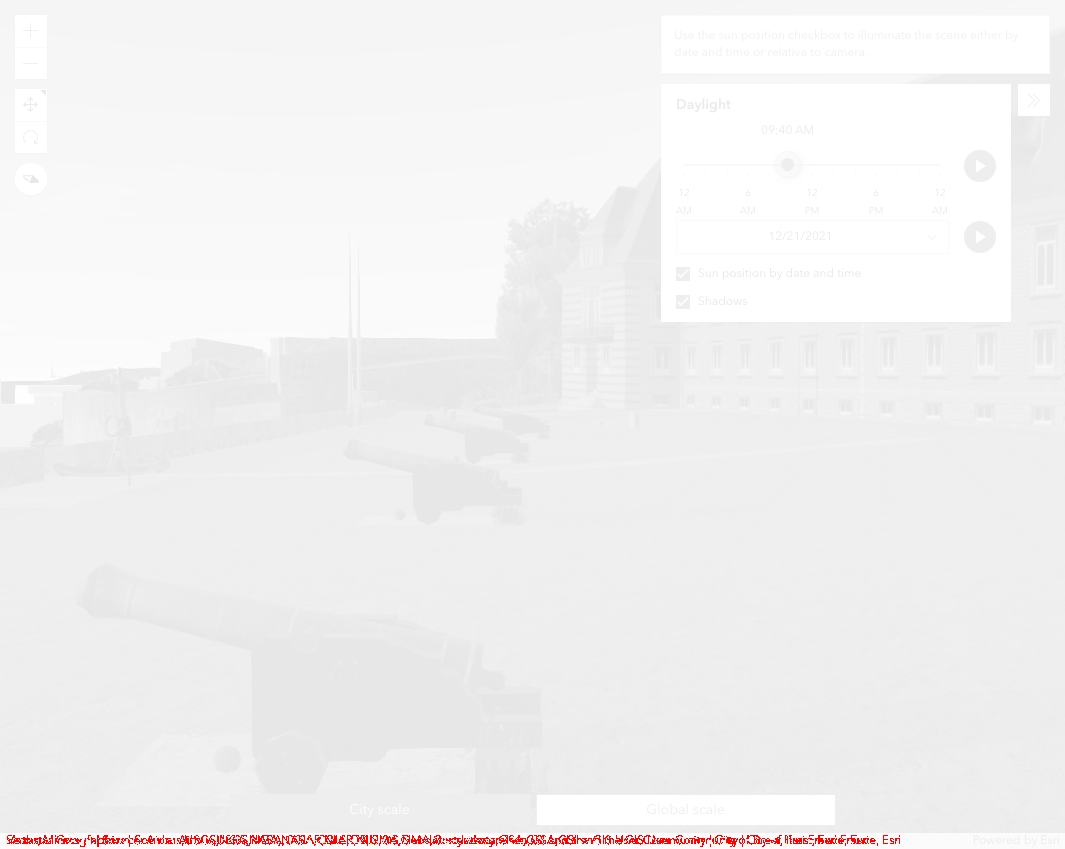 Use the sun position checkbox to illuminate the scene either by
date and time or relative to camera.
Daylight
09:40 AM
12 6 12 6 12
AM AM PM PM AM
12/21/2021
Sun position by date and time
Shadows
City scale Global scale
Powered by Esri